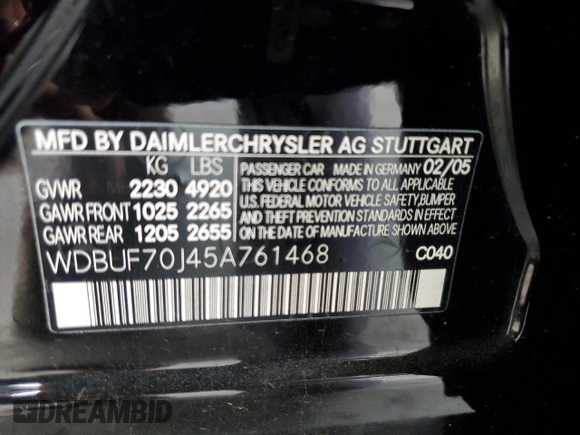 MFD BY DAIMLERCHRYSLER AG STUTTGART
KG LBS
GVWR 2230 4920
GAWR FRONT 1025 2265
GAWR REAR 1205 2655
PASSENGER CAR MADE IN GERMANY 02/05
THIS VEHICLE CONFORMS TO ALL APPLICABLE
U.S. FEDERAL MOTOR VEHICLE SAFETY, BUMPER
AND THEFT PREVENTION STANDARDS IN EFFECT
ON THE DATE OF MANUFACTURE SHOWN ABOVE.
WDBUF70J45A761468
C040
DREAMBID